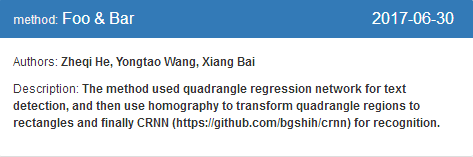 method: Foo & Bar 2017-06-30
Authors: Zheqi He, Yongtao Wang, Xiang Bai
Description: The method used quadrangle regression network for text
detection, and then use homography to transform quadrangle regions to
rectangles and finally CRNN (https://github.com/bgshih/crnn) for recognition.